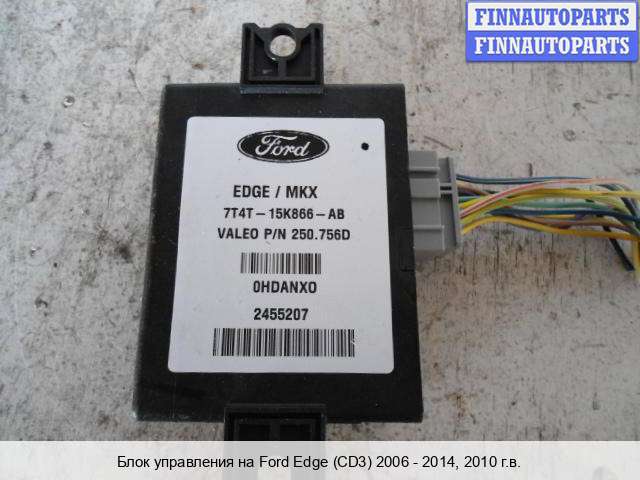 FINNAUTOPARTS
FINNAUTOPARTS
Ford
EDGE / MKX
7T4T-15K866-AB
VALEO P/N 250.756D
0HDANX0
2455207
Блок управления на Ford Edge (CD3) 2006 - 2014, 2010 г.в.